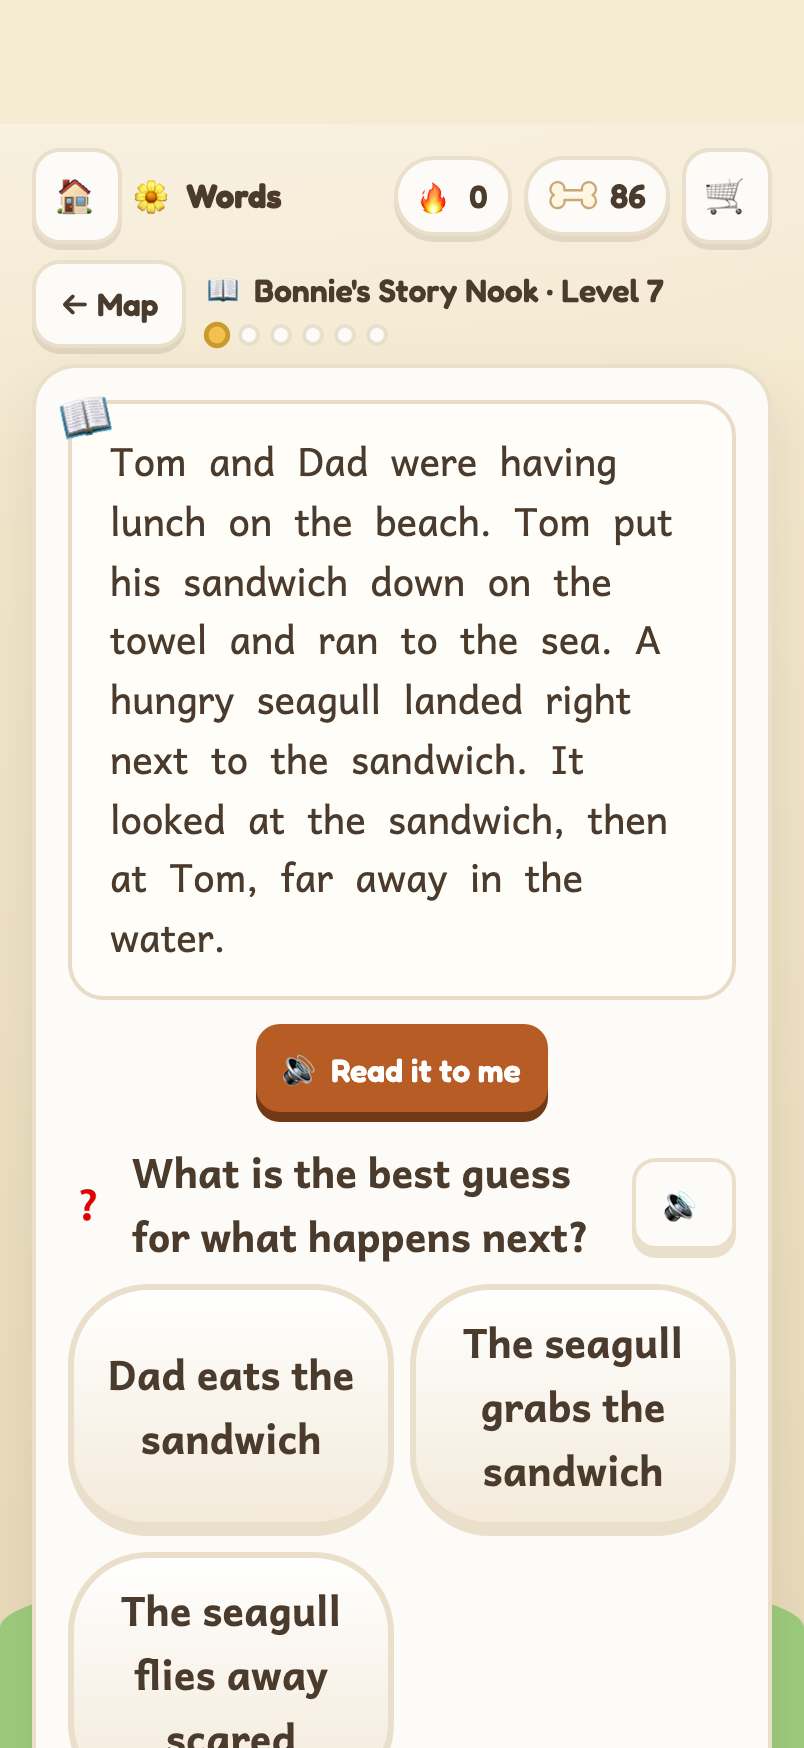 Words
0
86
← Map
Bonnie's Story Nook · Level 7
Tom and Dad were having
lunch on the beach. Tom put
his sandwich down on the
towel and ran to the sea. A
hungry seagull landed right
next to the sandwich. It
looked at the sandwich, then
at Tom, far away in the
water.
Read it to me
? What is the best guess
for what happens next?
Dad eats the
sandwich
The seagull
grabs the
sandwich
The seagull
flies away
scared